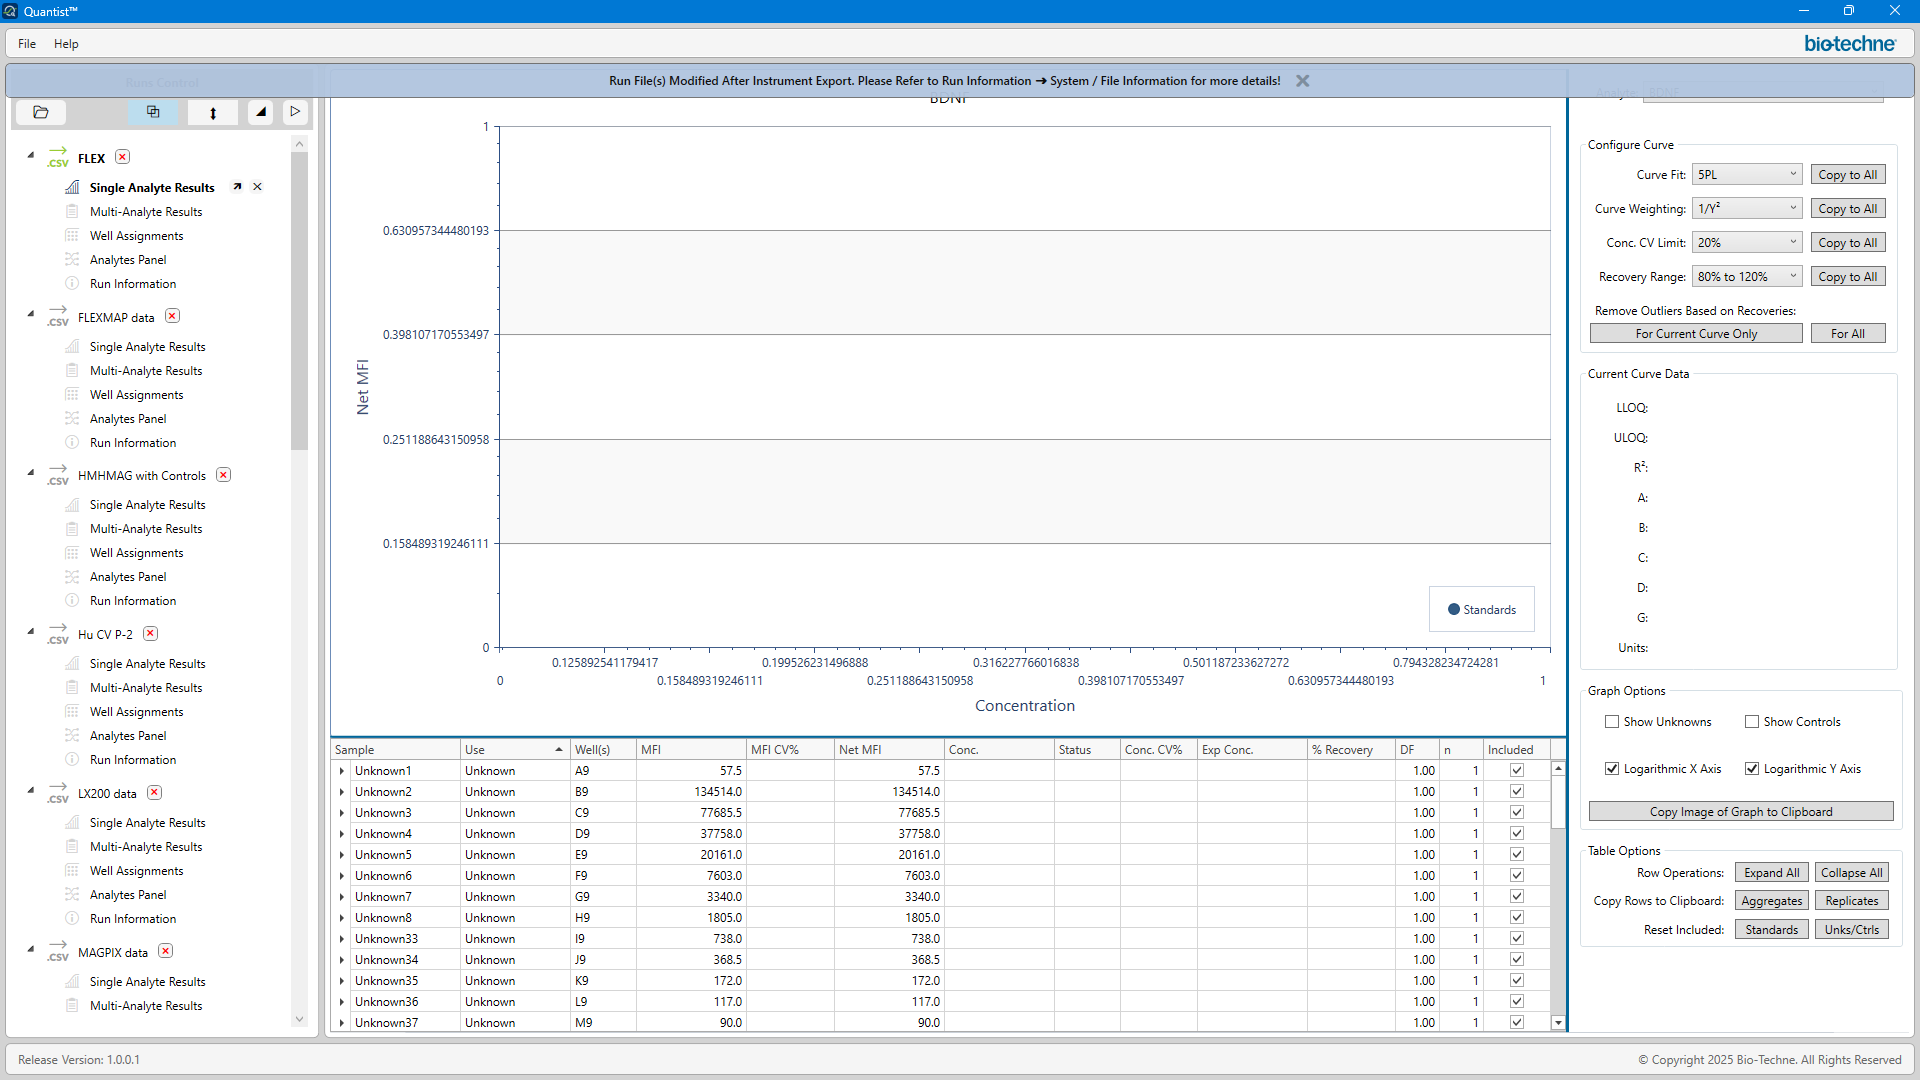 Quantist™
File Help
bio-techne
Run File(s) Modified After Instrument Export. Please Refer to Run Information ➔ System / File Information for more details!
Runs Control
.CSV FLEX
Single Analyte Results
Multi-Analyte Results
Well Assignments
Analytes Panel
Run Information
.CSV FLEXMAP data
Single Analyte Results
Multi-Analyte Results
Well Assignments
Analytes Panel
Run Information
.CSV HMHMAG with Controls
Single Analyte Results
Multi-Analyte Results
Well Assignments
Analytes Panel
Run Information
.CSV Hu CV P-2
Single Analyte Results
Multi-Analyte Results
Well Assignments
Analytes Panel
Run Information
.CSV LX200 data
Single Analyte Results
Multi-Analyte Results
Well Assignments
Analytes Panel
Run Information
.CSV MAGPIX data
Single Analyte Results
Multi-Analyte Results
BDNF
1
0.630957344480193
0.398107170553497
0.251188643150958
0.158489319246111
0
Net MFI
Standards
0.125892541179417 0.199526231496888 0.316227766016838 0.501187233627272 0.794328234724281
0 0.158489319246111 0.251188643150958 0.398107170553497 0.630957344480193 1
Concentration
Sample Use Well(s) MFI MFI CV% Net MFI Conc. Status Conc. CV% Exp Conc. % Recovery DF n Included
Unknown1 Unknown A9 57.5 57.5 1.00 1
Unknown2 Unknown B9 134514.0 134514.0 1.00 1
Unknown3 Unknown C9 77685.5 77685.5 1.00 1
Unknown4 Unknown D9 37758.0 37758.0 1.00 1
Unknown5 Unknown E9 20161.0 20161.0 1.00 1
Unknown6 Unknown F9 7603.0 7603.0 1.00 1
Unknown7 Unknown G9 3340.0 3340.0 1.00 1
Unknown8 Unknown H9 1805.0 1805.0 1.00 1
Unknown33 Unknown I9 738.0 738.0 1.00 1
Unknown34 Unknown J9 368.5 368.5 1.00 1
Unknown35 Unknown K9 172.0 172.0 1.00 1
Unknown36 Unknown L9 117.0 117.0 1.00 1
Unknown37 Unknown M9 90.0 90.0 1.00 1
Analyte: BDNF
Configure Curve
Curve Fit: 5PL Copy to All
Curve Weighting: 1/Y² Copy to All
Conc. CV Limit: 20% Copy to All
Recovery Range: 80% to 120% Copy to All
Remove Outliers Based on Recoveries:
For Current Curve Only For All
Current Curve Data
LLOQ:
ULOQ:
R²:
A:
B:
C:
D:
G:
Units:
Graph Options
Show Unknowns Show Controls
Logarithmic X Axis Logarithmic Y Axis
Copy Image of Graph to Clipboard
Table Options
Row Operations: Expand All Collapse All
Copy Rows to Clipboard: Aggregates Replicates
Reset Included: Standards Unks/Ctrls
Release Version: 1.0.0.1
© Copyright 2025 Bio-Techne. All Rights Reserved